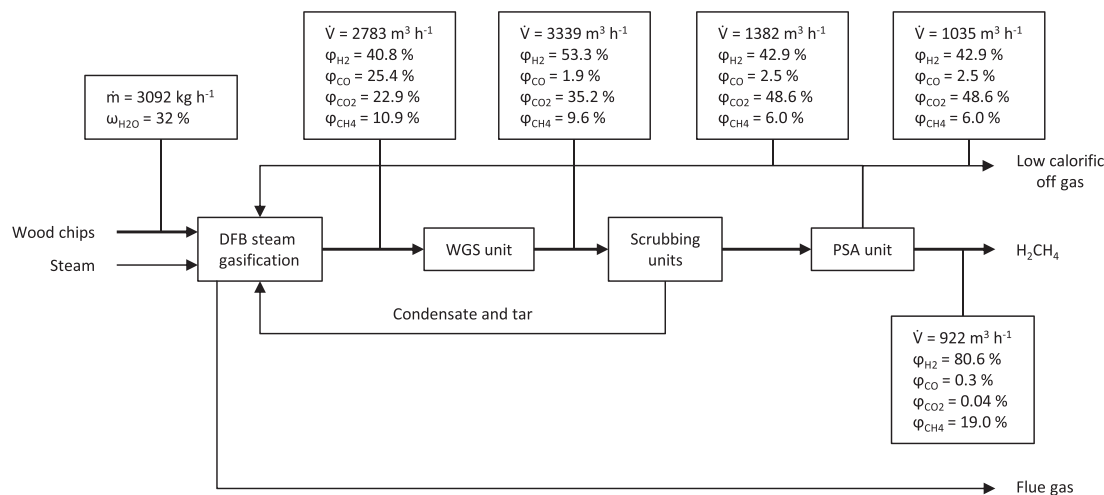 ṁ = 3092 kg h⁻¹
ω_H2O = 32 %
V̇ = 2783 m³ h⁻¹
φ_H2 = 40.8 %
φ_CO = 25.4 %
φ_CO2 = 22.9 %
φ_CH4 = 10.9 %
V̇ = 3339 m³ h⁻¹
φ_H2 = 53.3 %
φ_CO = 1.9 %
φ_CO2 = 35.2 %
φ_CH4 = 9.6 %
V̇ = 1382 m³ h⁻¹
φ_H2 = 42.9 %
φ_CO = 2.5 %
φ_CO2 = 48.6 %
φ_CH4 = 6.0 %
V̇ = 1035 m³ h⁻¹
φ_H2 = 42.9 %
φ_CO = 2.5 %
φ_CO2 = 48.6 %
φ_CH4 = 6.0 %
Low calorific
off gas
Wood chips
Steam
DFB steam
gasification
WGS unit
Scrubbing
units
PSA unit
H₂CH₄
Condensate and tar
V̇ = 922 m³ h⁻¹
φ_H2 = 80.6 %
φ_CO = 0.3 %
φ_CO2 = 0.04 %
φ_CH4 = 19.0 %
Flue gas